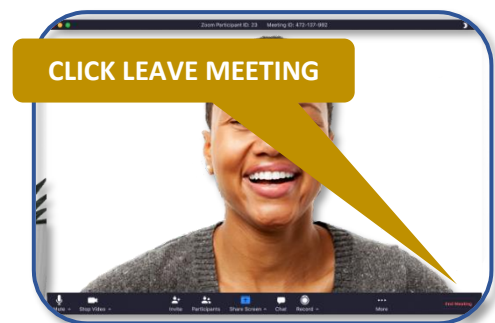 Zoom Participant ID: 23 Meeting ID: 472-137-992
CLICK LEAVE MEETING
Mute Stop Video Invite Participants Share Screen Chat Record More End Meeting